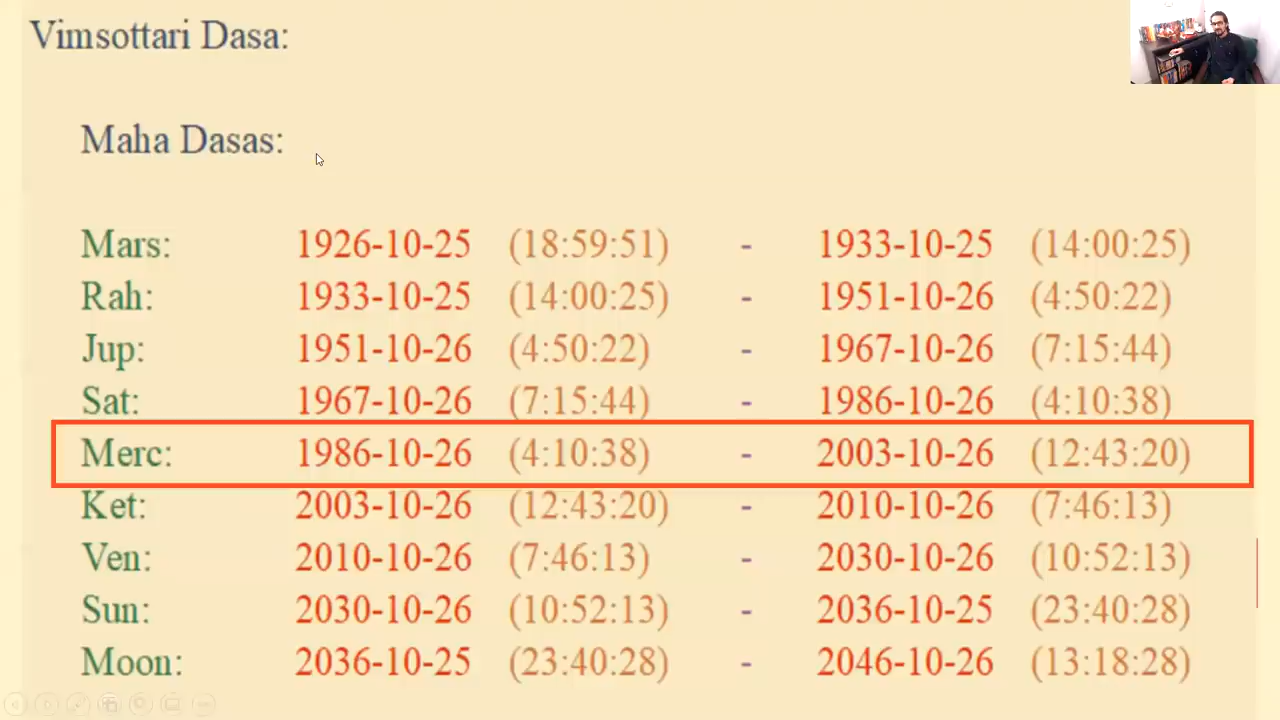 Vimsottari Dasa:
Maha Dasas:
Mars: 1926-10-25 (18:59:51) - 1933-10-25 (14:00:25)
Rah: 1933-10-25 (14:00:25) - 1951-10-26 (4:50:22)
Jup: 1951-10-26 (4:50:22) - 1967-10-26 (7:15:44)
Sat: 1967-10-26 (7:15:44) - 1986-10-26 (4:10:38)
Merc: 1986-10-26 (4:10:38) - 2003-10-26 (12:43:20)
Ket: 2003-10-26 (12:43:20) - 2010-10-26 (7:46:13)
Ven: 2010-10-26 (7:46:13) - 2030-10-26 (10:52:13)
Sun: 2030-10-26 (10:52:13) - 2036-10-25 (23:40:28)
Moon: 2036-10-25 (23:40:28) - 2046-10-26 (13:18:28)